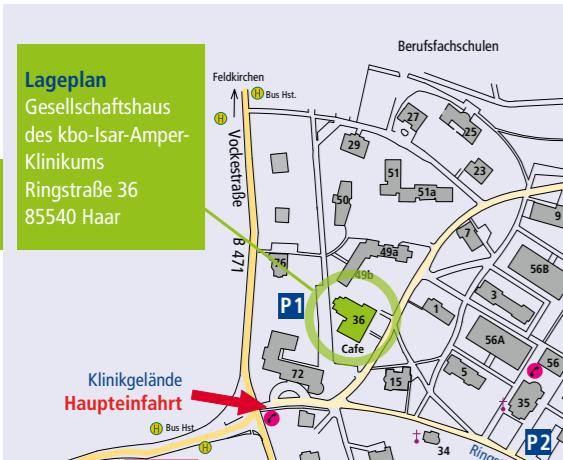 Lageplan
Gesellschaftshaus
des kbo-Isar-Amper-
Klinikums
Ringstraße 36
85540 Haar
Berufsfachschulen
Feldkirchen
H Bus Hst.
H
Vockestraße
B 471
27
25
29
23
51
51a
50
9
7
49a
49b
76
56B
P1
36
1
3
Cafe
56A
72
15
5
56
35
Klinikgelände
Haupteinfahrt
H Bus Hst.
H
34
P2